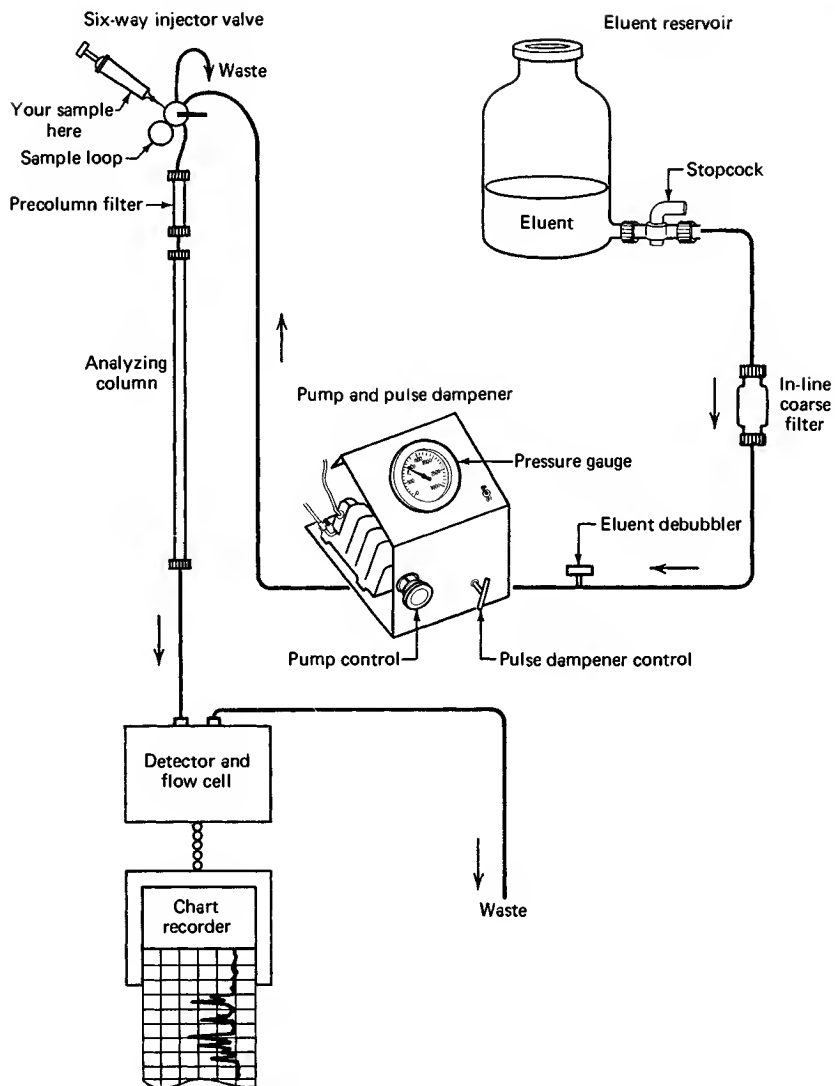 Six-way injector valve
Eluent reservoir
Waste
Your sample
here
Sample loop
Stopcock
Precolumn filter
Eluent
Analyzing
column
In-line
coarse
filter
Pump and pulse dampener
Pressure gauge
Eluent debubbler
Pump control
Pulse dampener control
Detector and
flow cell
Chart
recorder
Waste